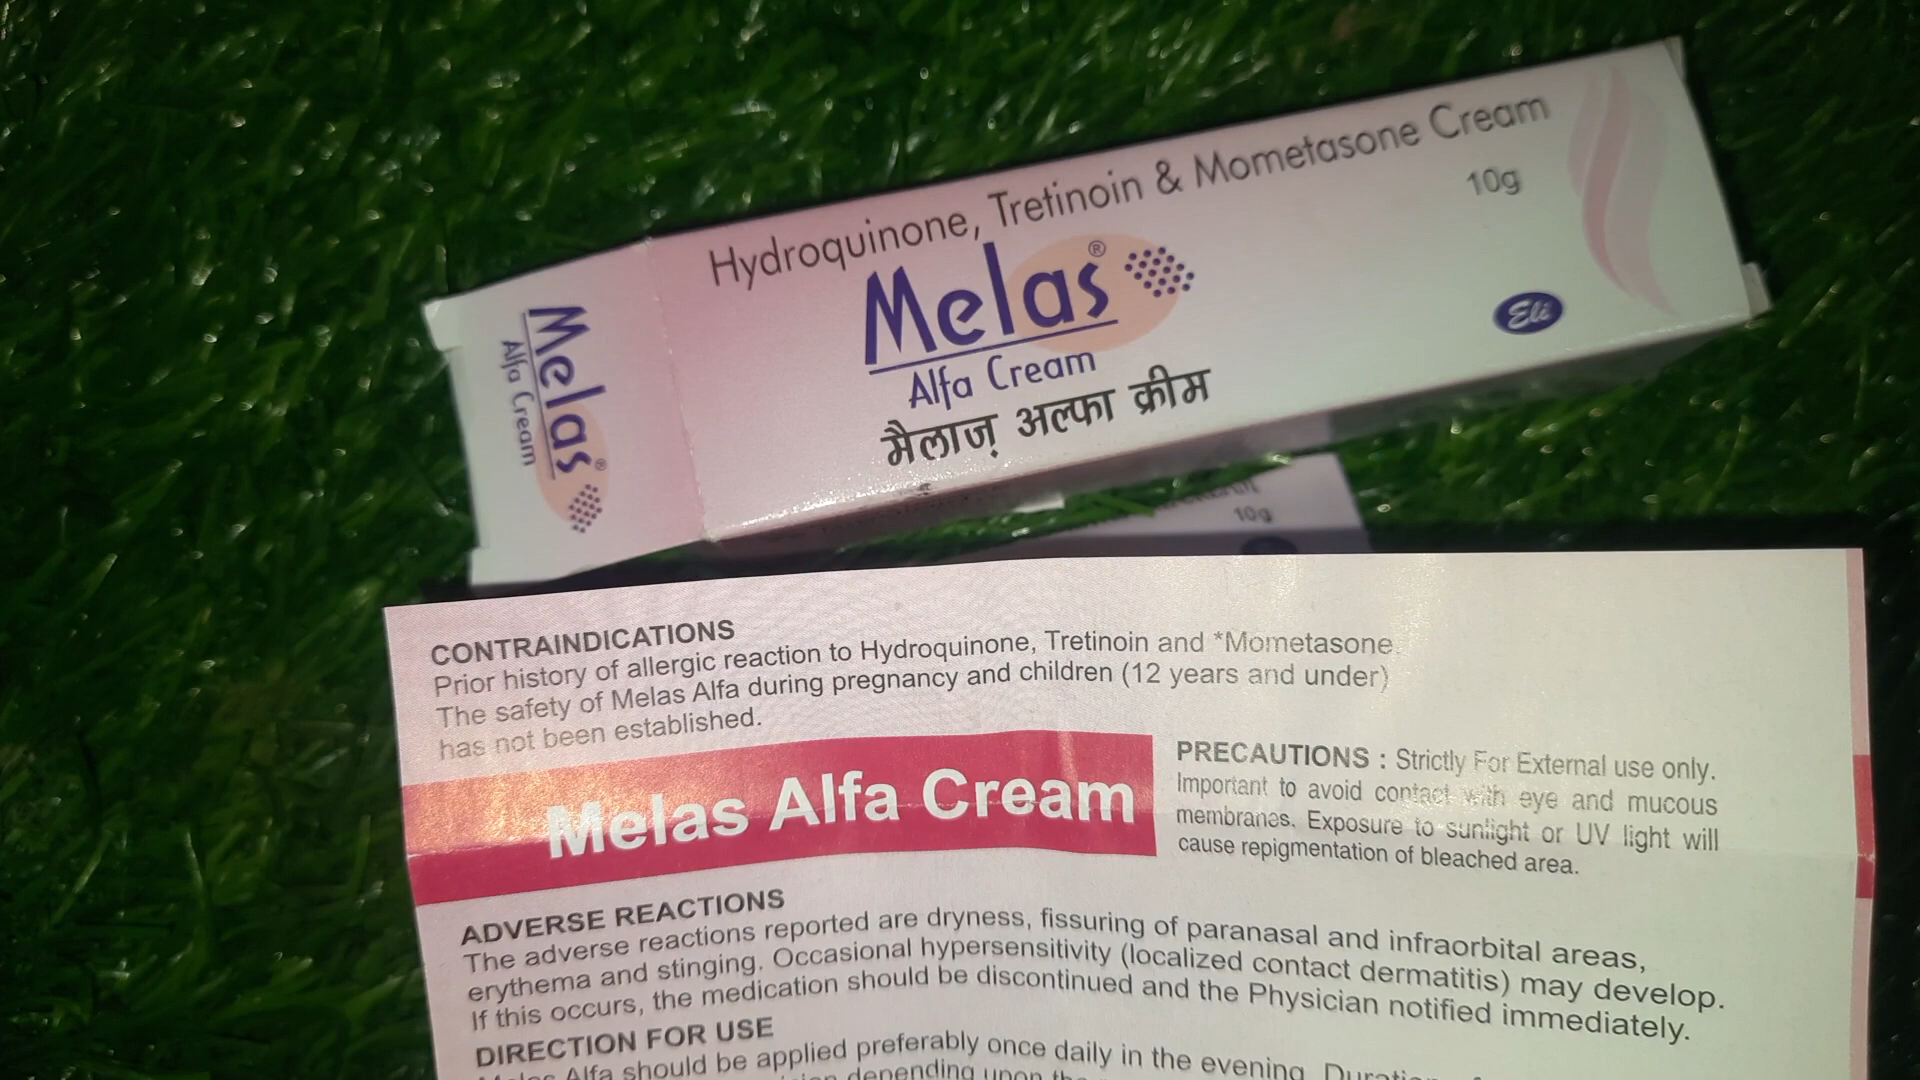 Hydroquinone, Tretinoin & Mometasone Cream
10g
Melas®
Alfa Cream
मैलाज़ अल्फा क्रीम
Eli
Melas®
Alfa Cream
10g
CONTRAINDICATIONS
Prior history of allergic reaction to Hydroquinone, Tretinoin and *Mometasone.
The safety of Melas Alfa during pregnancy and children (12 years and under)
has not been established.
Melas Alfa Cream
PRECAUTIONS : Strictly For External use only.
Important to avoid contact with eye and mucous
membranes. Exposure to sunlight or UV light will
cause repigmentation of bleached area.
ADVERSE REACTIONS
The adverse reactions reported are dryness, fissuring of paranasal and infraorbital areas,
erythema and stinging. Occasional hypersensitivity (localized contact dermatitis) may develop.
If this occurs, the medication should be discontinued and the Physician notified immediately.
DIRECTION FOR USE
Alfa should be applied preferably once daily in the evening.
depending upon